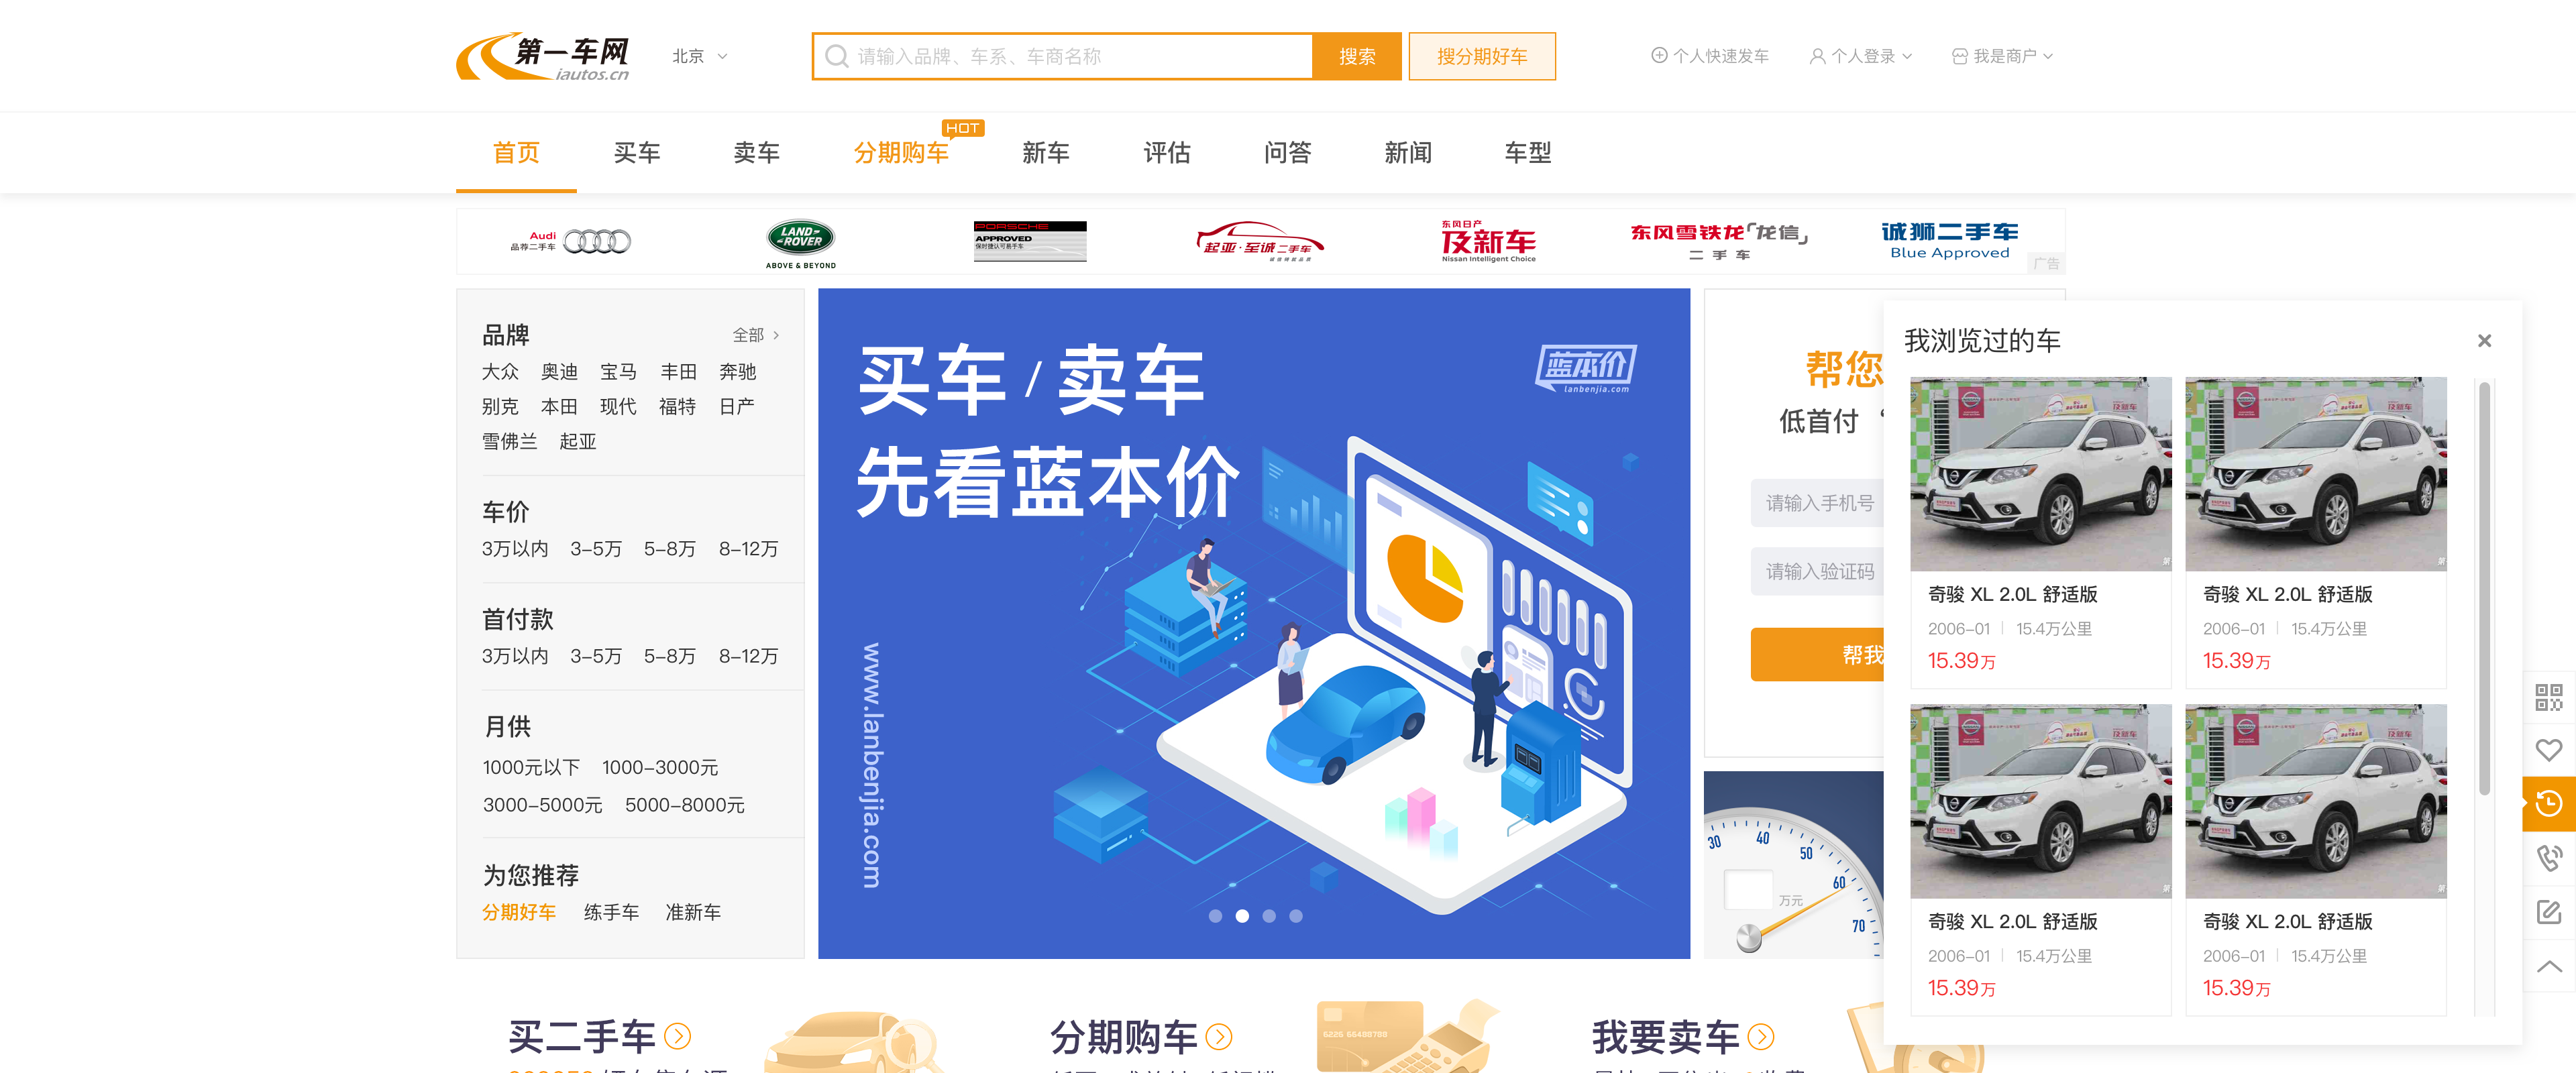 第一车网
iautos.cn
北京
请输入品牌、车系、车商名称
搜索
搜分期好车
个人快速发车
个人登录
我是商户
首页
买车
卖车
分期购车
HOT
新车
评估
问答
新闻
车型
Audi
品荐二手车
LAND-
ROVER
ABOVE & BEYOND
PORSCHE
APPROVED
保时捷认可易手车
起亚·至诚二手车
东风日产
及新车
Nissan Intelligent Choice
东风雪铁龙「龙信」
二手车
诚狮二手车
Blue Approved
广告
品牌
全部
大众 奥迪 宝马 丰田 奔驰
别克 本田 现代 福特 日产
雪佛兰 起亚
车价
3万以内 3-5万 5-8万 8-12万
首付款
3万以内 3-5万 5-8万 8-12万
月供
1000元以下 1000-3000元
3000-5000元 5000-8000元
为您推荐
分期好车 练手车 准新车
买车 / 卖车
先看蓝本价
蓝本价
lanbenjia.com
www.lanbenjia.com
帮您
低首付 “
请输入手机号
请输入验证码
帮我
30
40
50
60
70
万元
我浏览过的车
奇骏 XL 2.0L 舒适版
2006-01 | 15.4万公里
15.39万
奇骏 XL 2.0L 舒适版
2006-01 | 15.4万公里
15.39万
奇骏 XL 2.0L 舒适版
2006-01 | 15.4万公里
15.39万
奇骏 XL 2.0L 舒适版
2006-01 | 15.4万公里
15.39万
买二手车
分期购车
6226 66488788
我要卖车